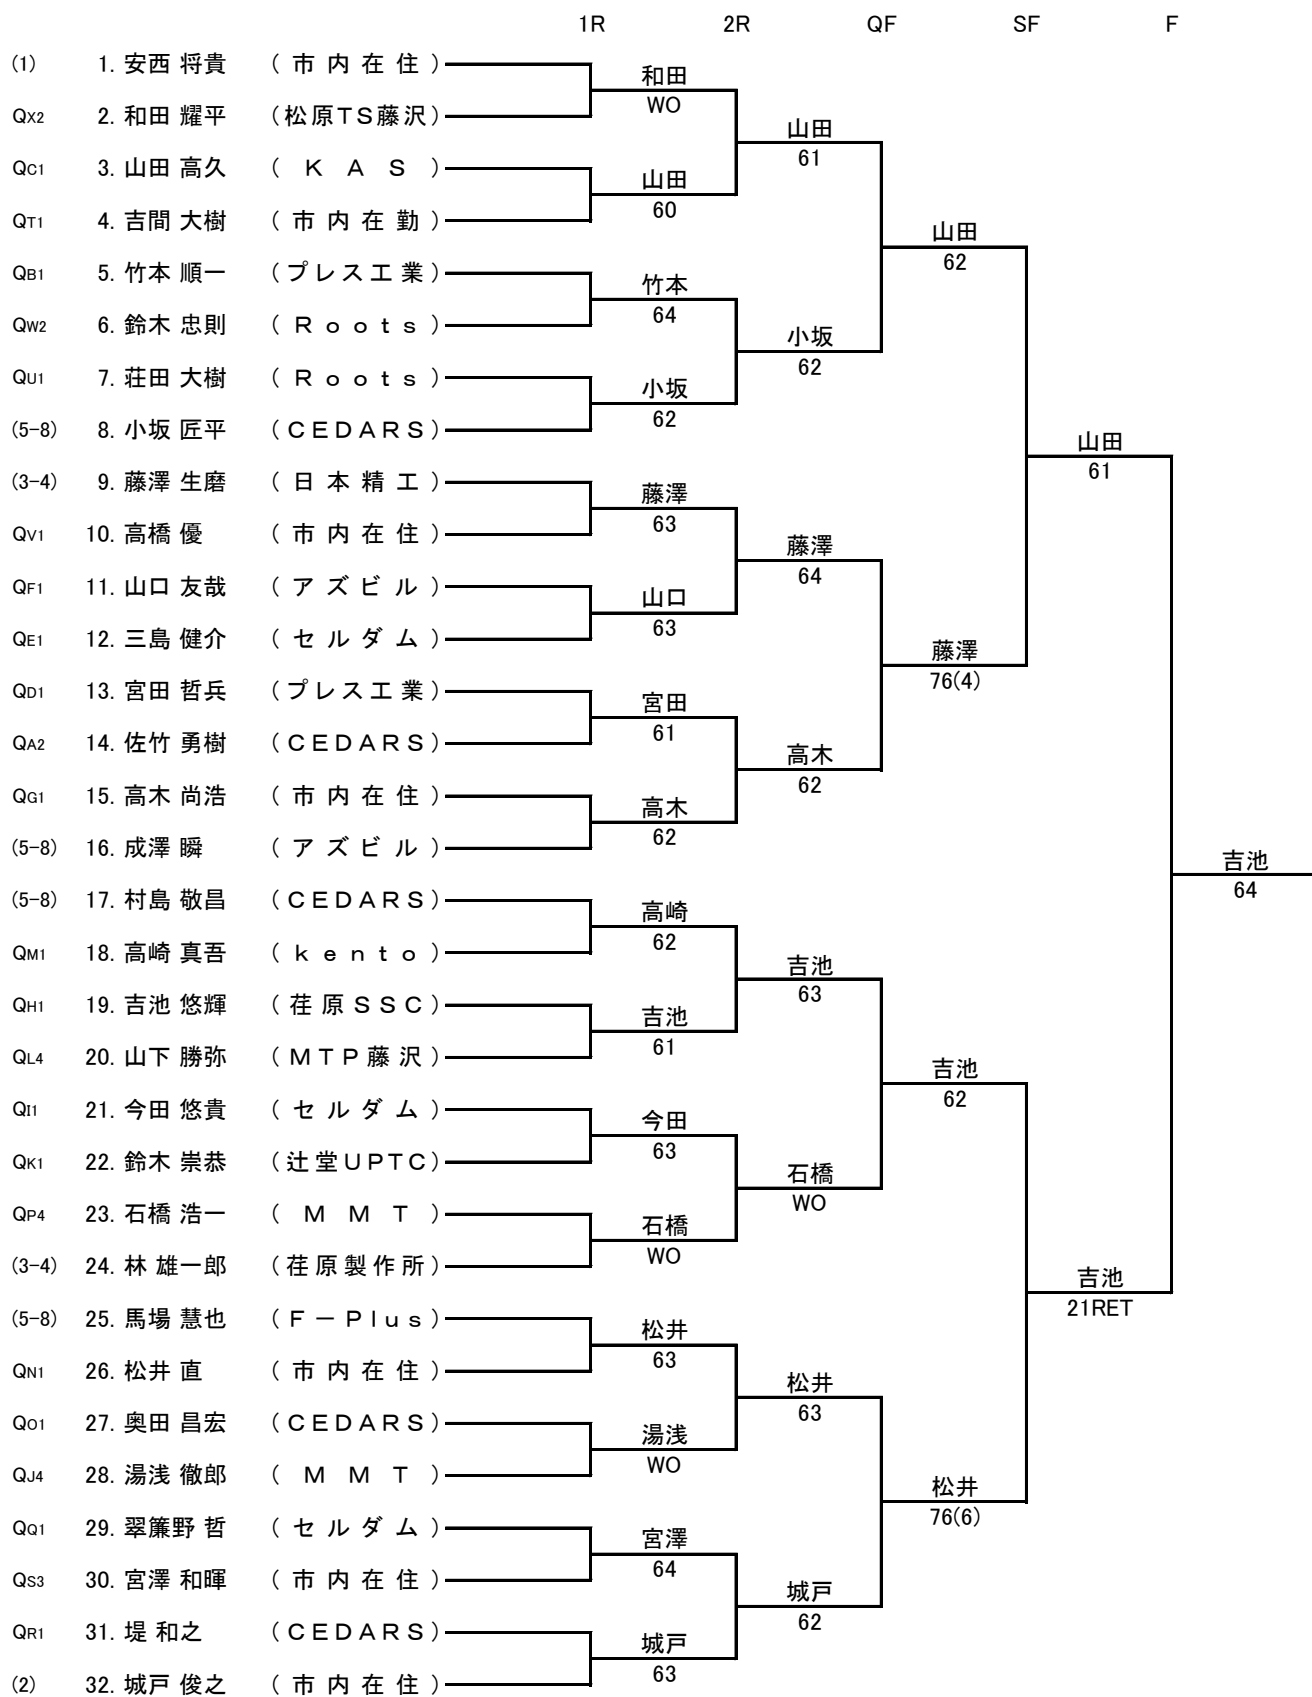 1R 2R QF SF F
(1) 1. 安西 将貴 (市内在住)
和田
QX2 2. 和田 耀平 (松原TS藤沢)
WO
山田
61
QC1 3. 山田 高久 (KAS)
山田
QT1 4. 吉間 大樹 (市内在勤)
60
山田
62
QB1 5. 竹本 順一 (プレス工業)
竹本
QW2 6. 鈴木 忠則 (Roots)
64
小坂
62
QU1 7. 荘田 大樹 (Roots)
小坂
(5-8) 8. 小坂 匠平 (CEDARS)
62
山田
61
(3-4) 9. 藤澤 生磨 (日本精工)
藤澤
QV1 10. 高橋 優 (市内在住)
63
藤澤
64
QF1 11. 山口 友哉 (アズビル)
山口
QE1 12. 三島 健介 (セルダム)
63
藤澤
76(4)
QD1 13. 宮田 哲兵 (プレス工業)
宮田
QA2 14. 佐竹 勇樹 (CEDARS)
61
高木
62
QG1 15. 高木 尚浩 (市内在住)
高木
(5-8) 16. 成澤 瞬 (アズビル)
62
吉池
64
(5-8) 17. 村島 敬昌 (CEDARS)
高崎
QM1 18. 高崎 真吾 (kento)
62
吉池
63
QH1 19. 吉池 悠輝 (荏原SSC)
吉池
QL4 20. 山下 勝弥 (MTP藤沢)
61
吉池
62
QI1 21. 今田 悠貴 (セルダム)
今田
QK1 22. 鈴木 崇恭 (辻堂UPTC)
63
石橋
WO
QP4 23. 石橋 浩一 (MMT)
石橋
(3-4) 24. 林 雄一郎 (荏原製作所)
WO
吉池
21RET
(5-8) 25. 馬場 慧也 (F-Plus)
松井
QN1 26. 松井 直 (市内在住)
63
松井
63
QO1 27. 奥田 昌宏 (CEDARS)
湯浅
QJ4 28. 湯浅 徹郎 (MMT)
WO
松井
76(6)
QQ1 29. 翠簾野 哲 (セルダム)
宮澤
QS3 30. 宮澤 和暉 (市内在住)
64
城戸
62
QR1 31. 堤 和之 (CEDARS)
城戸
(2) 32. 城戸 俊之 (市内在住)
63